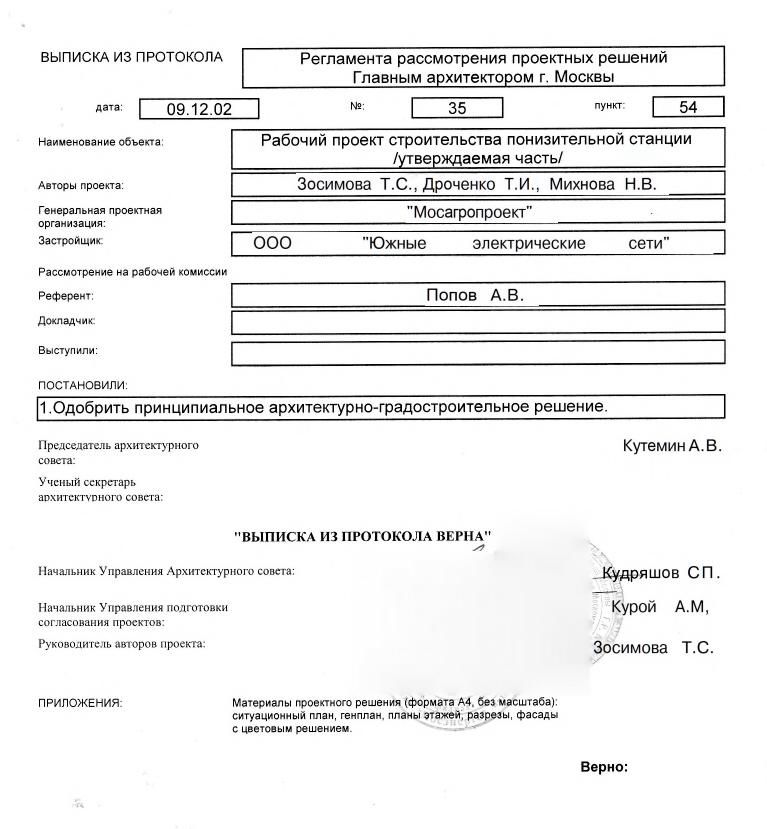 ВЫПИСКА ИЗ ПРОТОКОЛА
Регламента рассмотрения проектных решений
Главным архитектором г. Москвы
дата: 09.12.02 №: 35 пункт: 54
Наименование объекта: Рабочий проект строительства понизительной станции
/утверждаемая часть/
Авторы проекта: Зосимова Т.С., Дроченко Т.И., Михнова Н.В.
Генеральная проектная
организация:
"Мосагропроект"
Застройщик: ООО "Южные электрические сети"
Рассмотрение на рабочей комиссии
Референт: Попов А.В.
Докладчик:
Выступили:
ПОСТАНОВИЛИ:
1.Одобрить принципиальное архитектурно-градостроительное решение.
Председатель архитектурного
совета:
Кутемин А.В.
Ученый секретарь
архитектурного совета:
"ВЫПИСКА ИЗ ПРОТОКОЛА ВЕРНА"
Начальник Управления Архитектурного совета: Кудряшов СП.
Начальник Управления подготовки
согласования проектов:
Курой А.М,
Руководитель авторов проекта: Зосимова Т.С.
ПРИЛОЖЕНИЯ: Материалы проектного решения (формата А4, без масштаба):
ситуационный план, генплан, планы этажей, разрезы, фасады
с цветовым решением.
Верно: